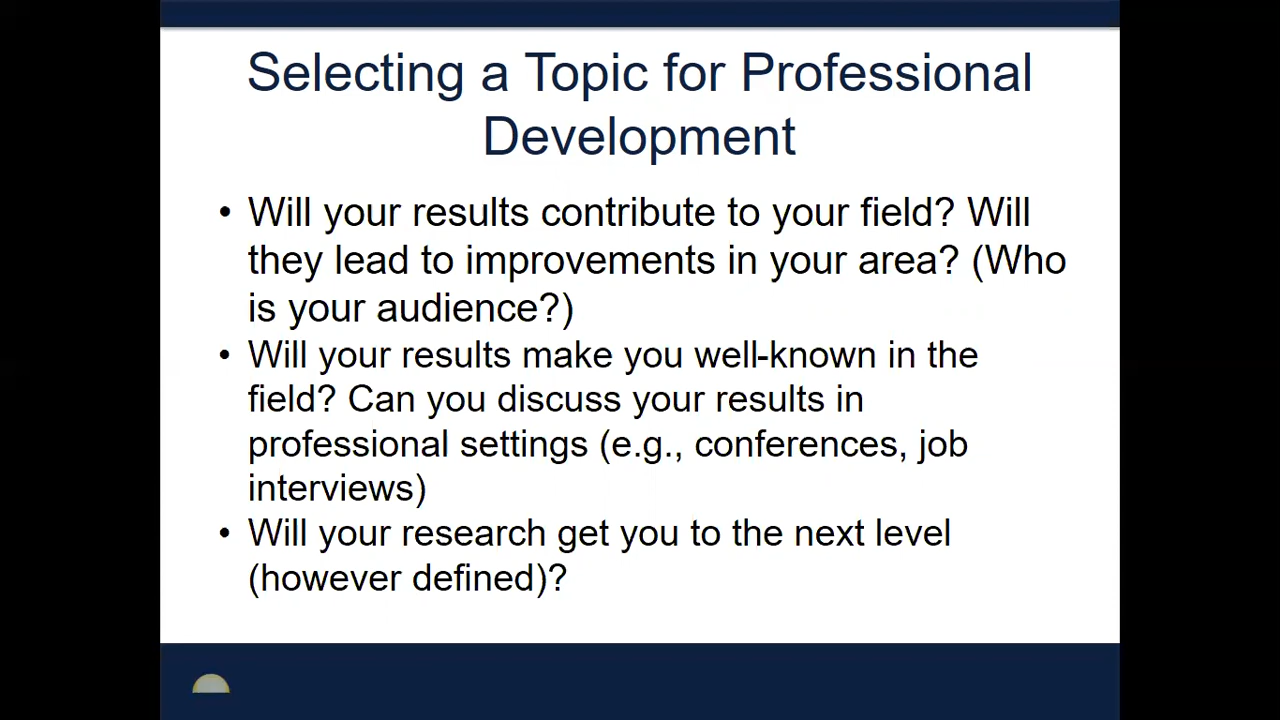 Selecting a Topic for Professional
Development
• Will your results contribute to your field? Will
they lead to improvements in your area? (Who
is your audience?)
• Will your results make you well-known in the
field? Can you discuss your results in
professional settings (e.g., conferences, job
interviews)
• Will your research get you to the next level
(however defined)?